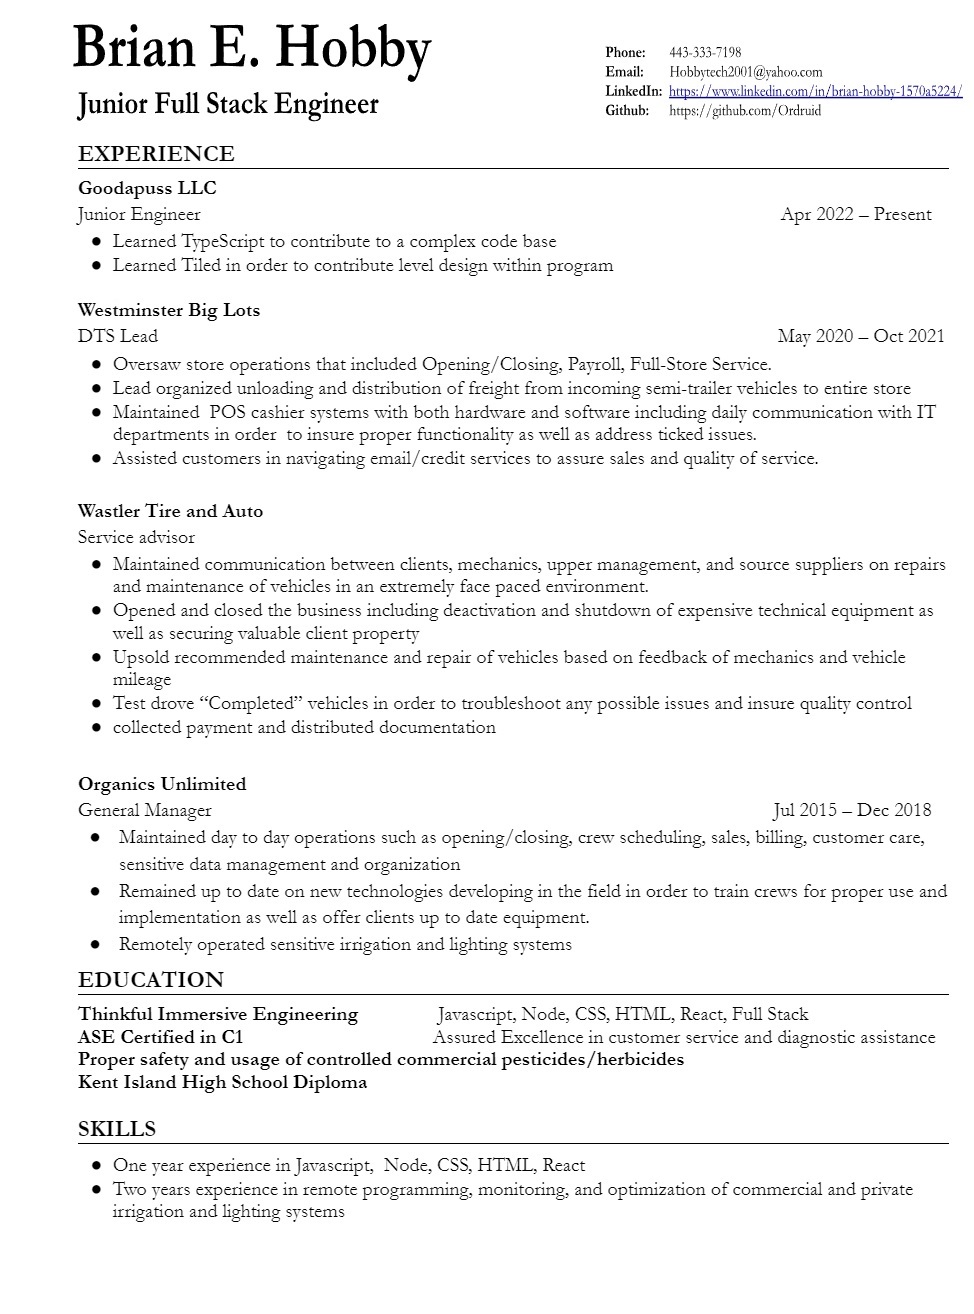 Brian E. Hobby
Junior Full Stack Engineer
Phone: 443-333-7198
Email: Hobbytech2001@yahoo.com
LinkedIn: https://www.linkedin.com/in/brian-hobby-1570a5224/
Github: https://github.com/Ordruid
EXPERIENCE
Goodapuss LLC
Junior Engineer Apr 2022 – Present
● Learned TypeScript to contribute to a complex code base
● Learned Tiled in order to contribute level design within program
Westminster Big Lots
DTS Lead May 2020 – Oct 2021
● Oversaw store operations that included Opening/Closing, Payroll, Full-Store Service.
● Lead organized unloading and distribution of freight from incoming semi-trailer vehicles to entire store
● Maintained  POS cashier systems with both hardware and software including daily communication with IT
departments in order  to insure proper functionality as well as address ticked issues.
● Assisted customers in navigating email/credit services to assure sales and quality of service.
Wastler Tire and Auto
Service advisor
● Maintained communication between clients, mechanics, upper management, and source suppliers on repairs
and maintenance of vehicles in an extremely face paced environment.
● Opened and closed the business including deactivation and shutdown of expensive technical equipment as
well as securing valuable client property
● Upsold recommended maintenance and repair of vehicles based on feedback of mechanics and vehicle
mileage
● Test drove “Completed” vehicles in order to troubleshoot any possible issues and insure quality control
● collected payment and distributed documentation
Organics Unlimited
General Manager Jul 2015 – Dec 2018
● Maintained day to day operations such as opening/closing, crew scheduling, sales, billing, customer care,
sensitive data management and organization
● Remained up to date on new technologies developing in the field in order to train crews for proper use and
implementation as well as offer clients up to date equipment.
● Remotely operated sensitive irrigation and lighting systems
EDUCATION
Thinkful Immersive Engineering Javascript, Node, CSS, HTML, React, Full Stack
ASE Certified in C1 Assured Excellence in customer service and diagnostic assistance
Proper safety and usage of controlled commercial pesticides/herbicides
Kent Island High School Diploma
SKILLS
● One year experience in Javascript,  Node, CSS, HTML, React
● Two years experience in remote programming, monitoring, and optimization of commercial and private
irrigation and lighting systems